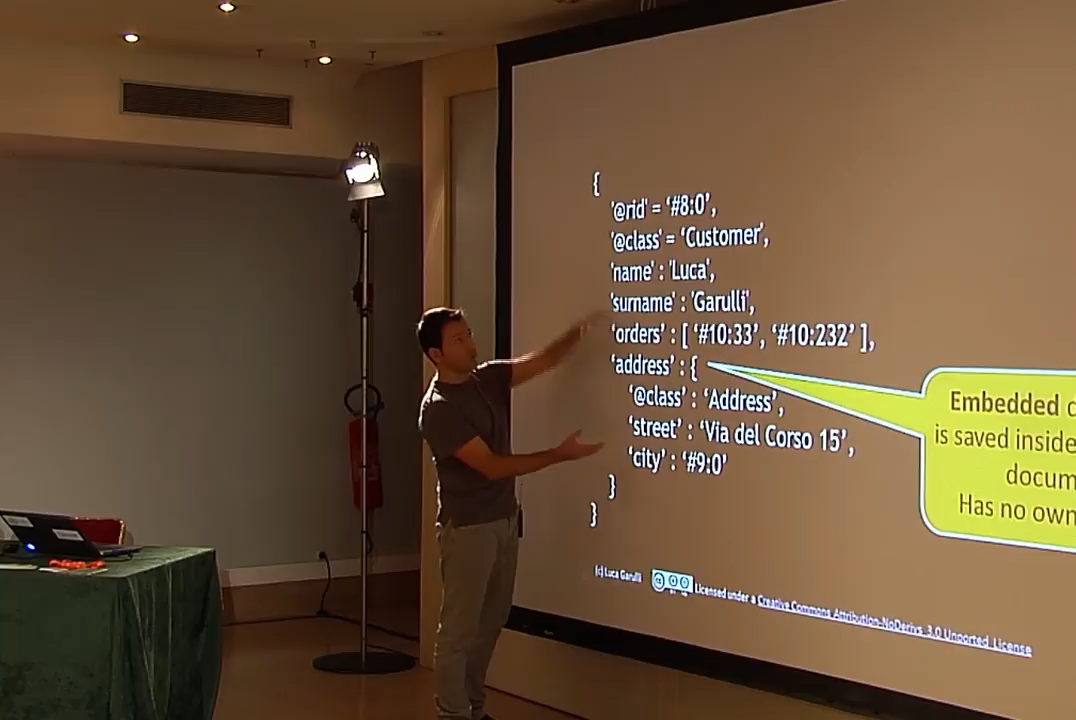 {
'@rid' = '#8:0',
'@class' = 'Customer',
'name' : 'Luca',
'surname' : 'Garulli',
'orders' : [ '#10:33', '#10:232' ],
'address' : {
'@class' : 'Address',
'street' : 'Via del Corso 15',
'city' : '#9:0'
}
}
Embedded
is saved inside
docum
Has no own
(c) Luca Garulli
Licensed under a Creative Commons Attribution-NoDerivs 3.0 Unported License